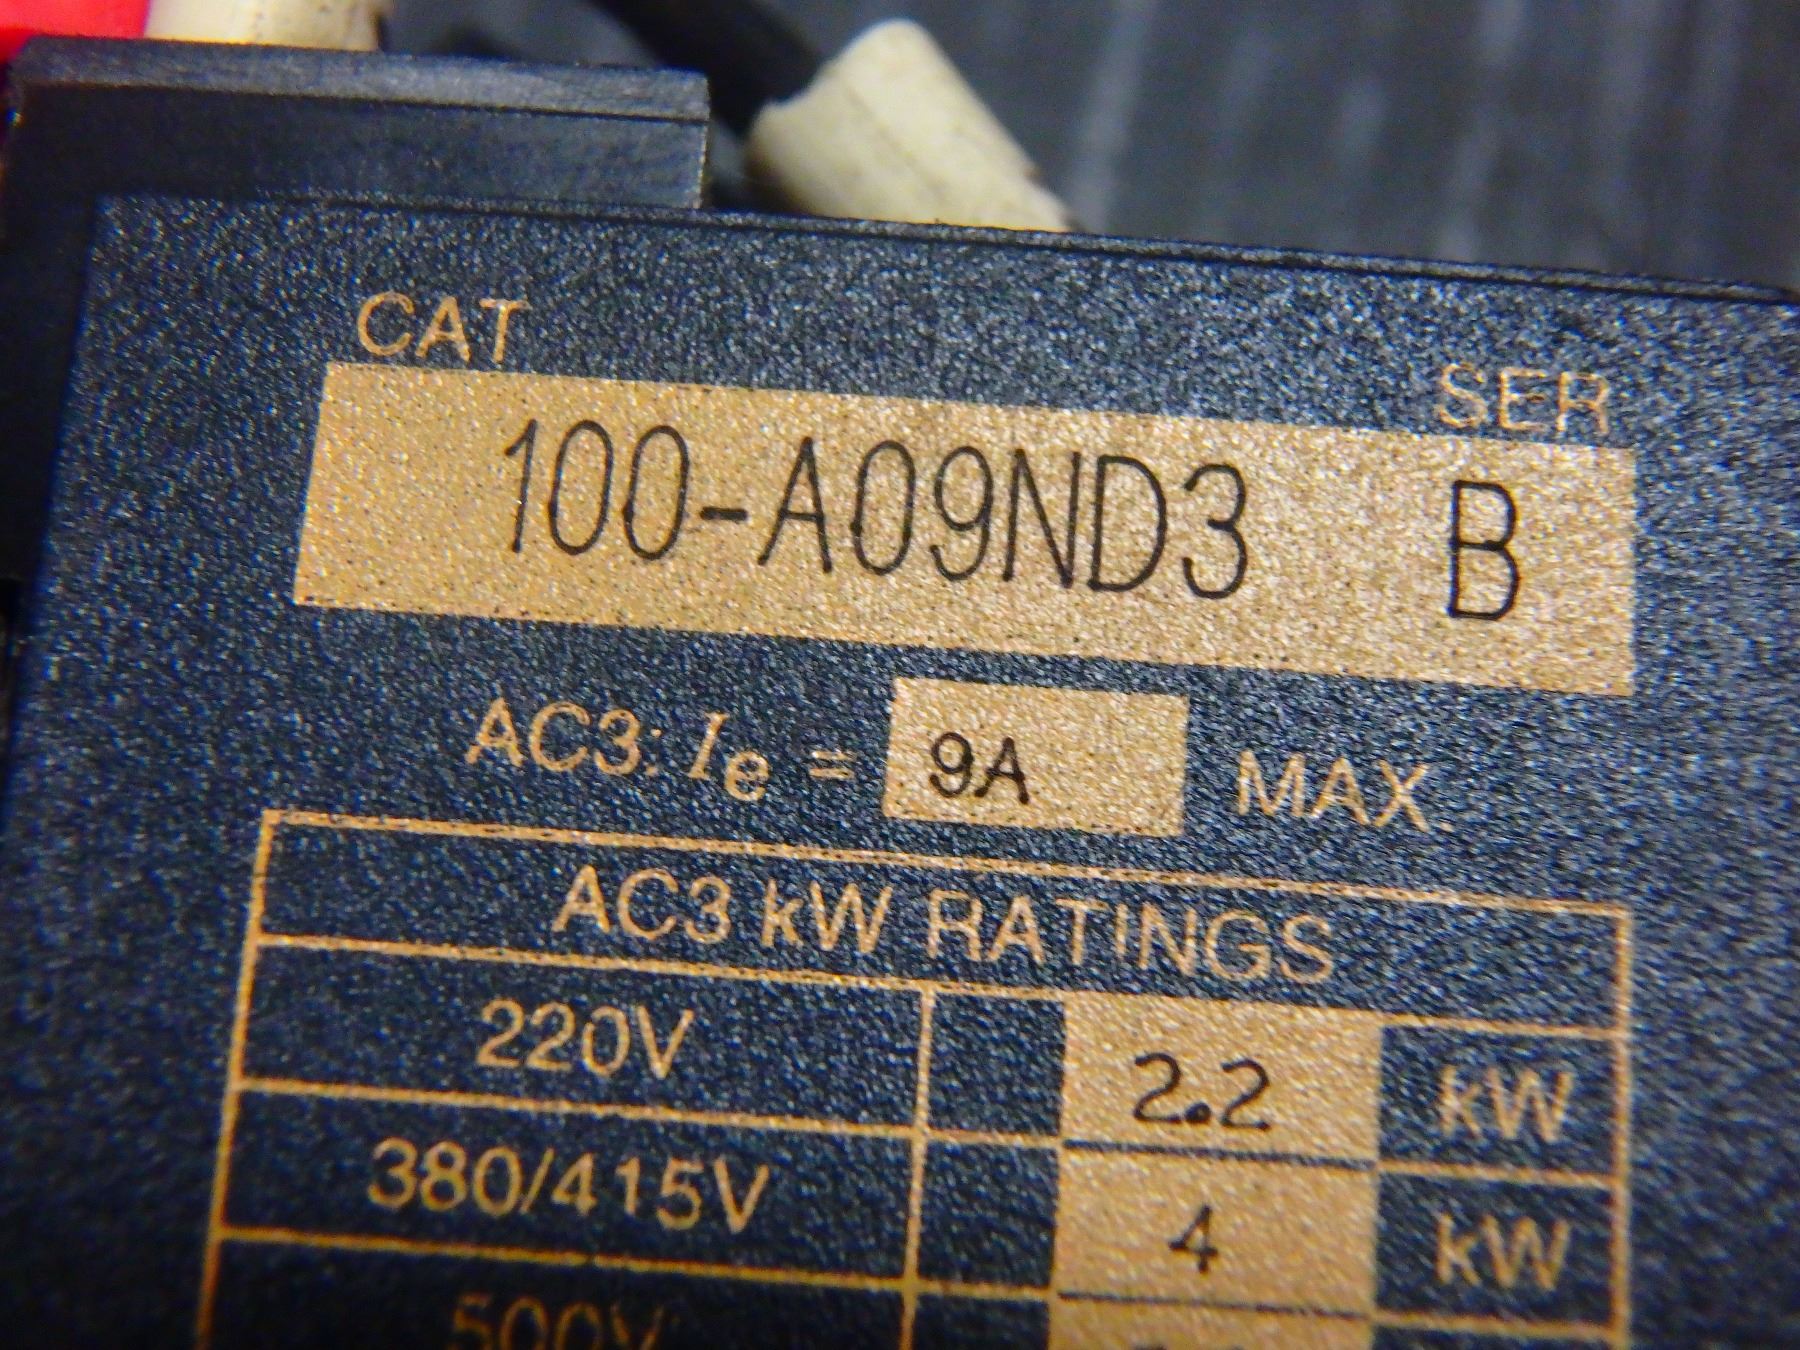 CAT SER
100-A09ND3 B
AC3: Ie = 9A MAX.
AC3 kW RATINGS
220V 2.2 kW
380/415V 4 kW
500V